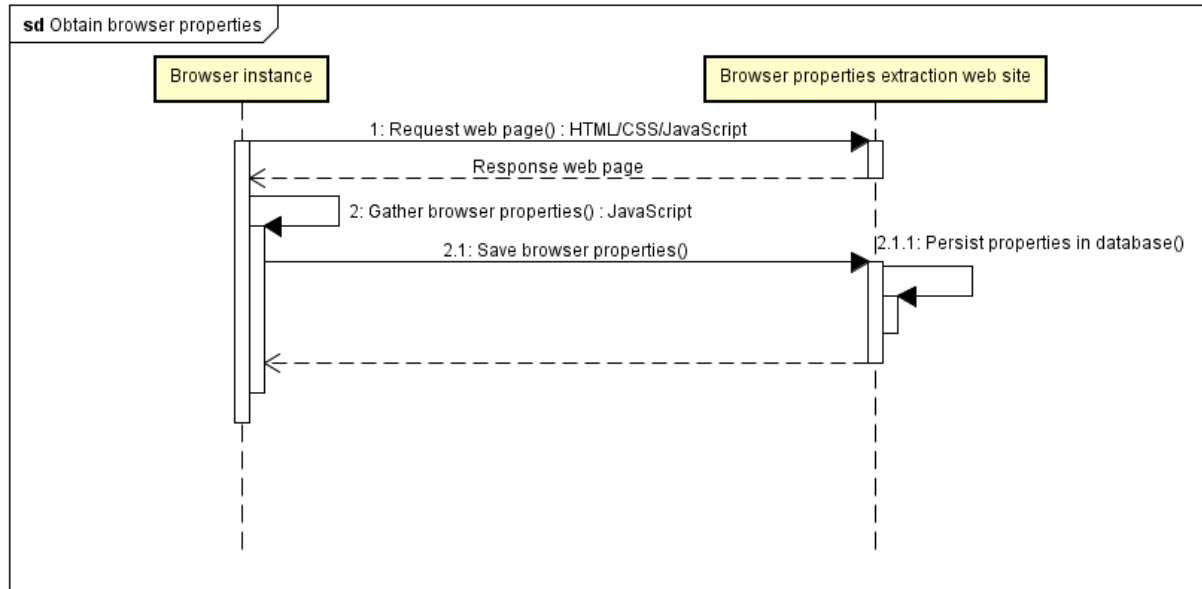 sd Obtain browser properties
Browser instance
Browser properties extraction web site
1: Request web page() : HTML/CSS/JavaScript
Response web page
2: Gather browser properties() : JavaScript
2.1: Save browser properties()
2.1.1: Persist properties in database()